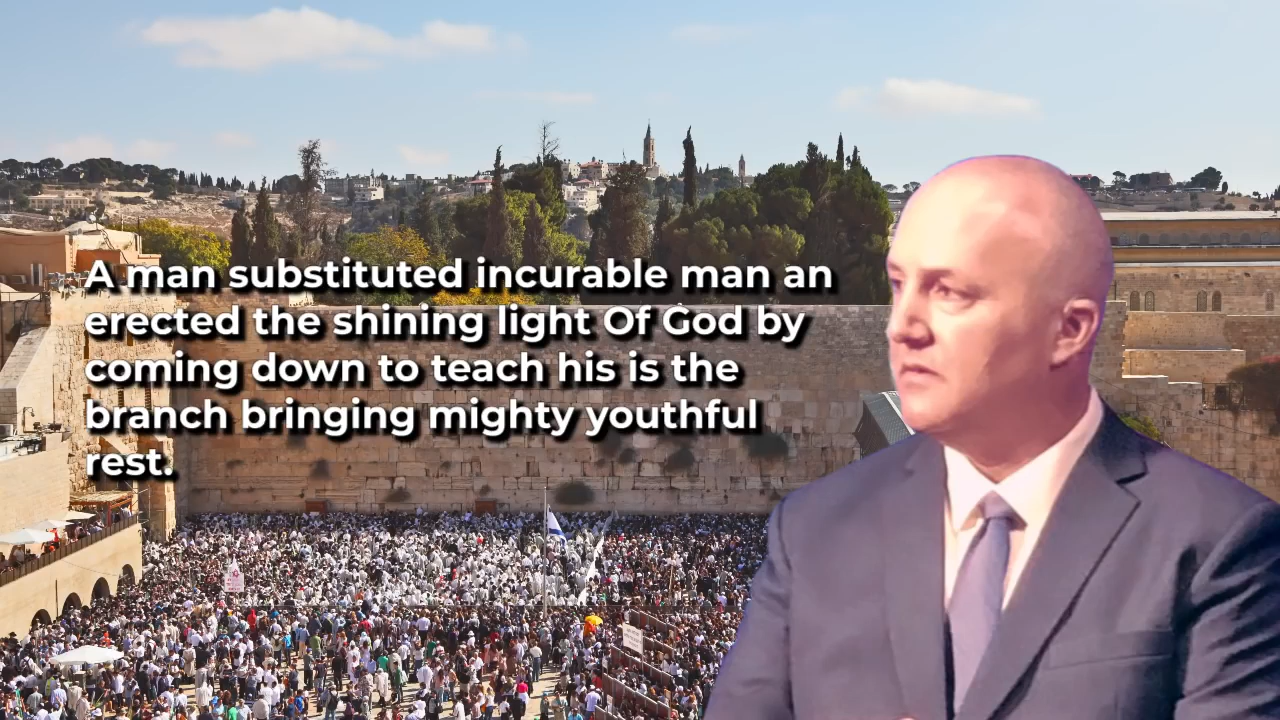 A man substituted incurable man an
erected the shining light Of God by
coming down to teach his is the
branch bringing mighty youthful
rest.